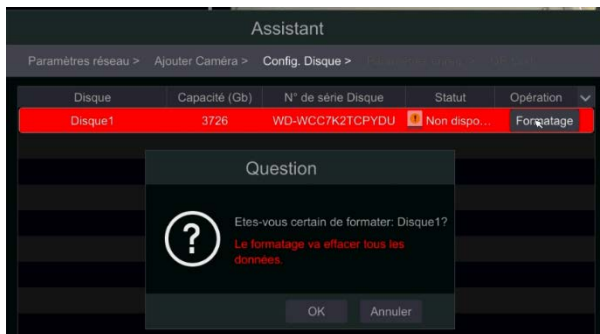 Assistant
Paramètres réseau > Ajouter Caméra > Config. Disque >
Disque Capacité (Gb) N° de série Disque Statut Opération
Disque1 3726 WD-WCC7K2TCPYDU Non dispo... Formatage
Question
Etes-vous certain de formater: Disque1?
Le formatage va effacer tous les
données.
OK Annuler